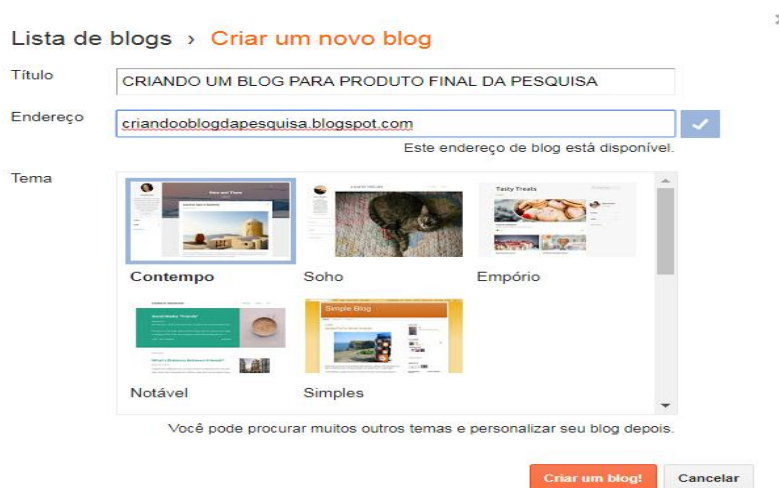 Lista de blogs › Criar um novo blog
Título
CRIANDO UM BLOG PARA PRODUTO FINAL DA PESQUISA
Endereço
criandooblogdapesquisa.blogspot.com
Este endereço de blog está disponível.
Tema
Tasty Treats
Contempo
Soho
Empório
Simple Blog
Notável
Simples
Você pode procurar muitos outros temas e personalizar seu blog depois.
Criar um blog!
Cancelar